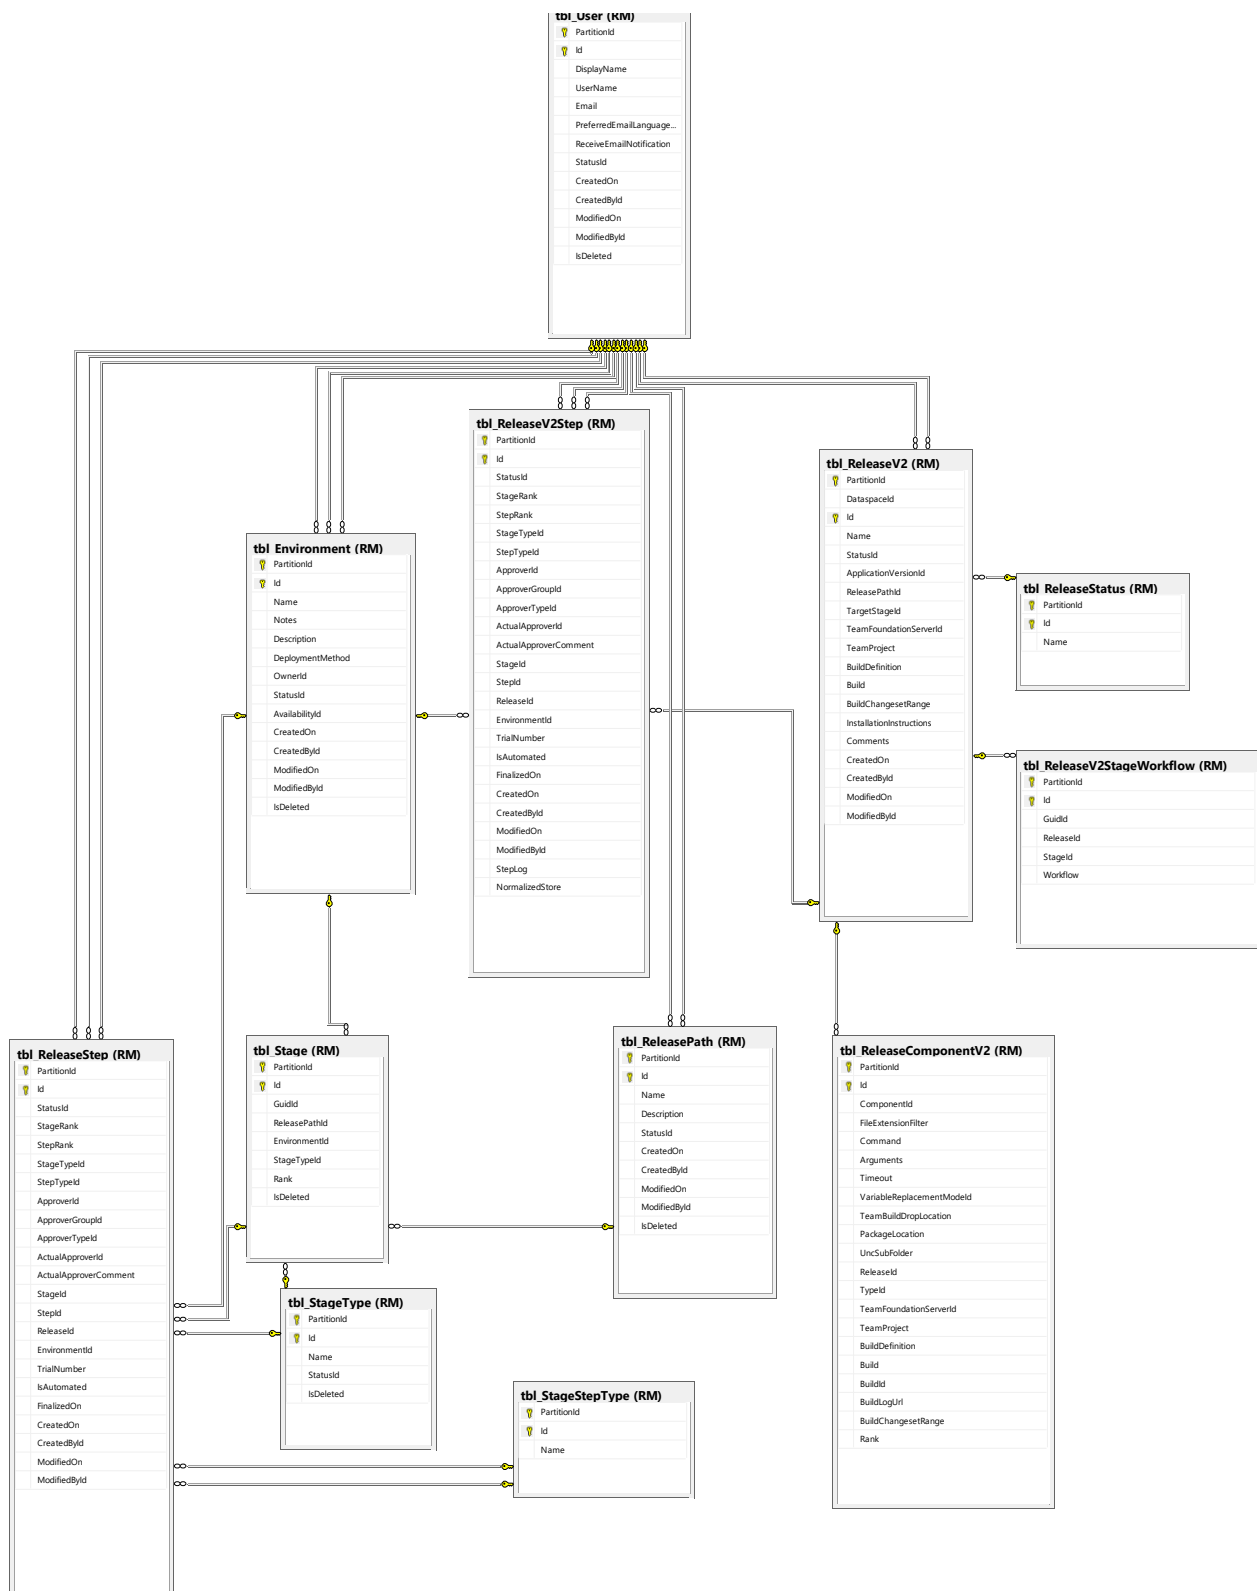 tbl_User (RM)
PartitionId
Id
DisplayName
UserName
Email
PreferredEmailLanguage...
ReceiveEmailNotification
StatusId
CreatedOn
CreatedById
ModifiedOn
ModifiedById
IsDeleted
tbl_ReleaseV2Step (RM)
PartitionId
Id
StatusId
StageRank
StepRank
StageTypeId
StepTypeId
ApproverId
ApproverGroupId
ApproverTypeId
ActualApproverId
ActualApproverComment
StageId
StepId
ReleaseId
EnvironmentId
TrialNumber
IsAutomated
FinalizedOn
CreatedOn
CreatedById
ModifiedOn
ModifiedById
StepLog
NormalizedStore
tbl_ReleaseV2 (RM)
PartitionId
DataspaceId
Id
Name
StatusId
ApplicationVersionId
ReleasePathId
TargetStageId
TeamFoundationServerId
TeamProject
BuildDefinition
Build
BuildChangesetRange
InstallationInstructions
Comments
CreatedOn
CreatedById
ModifiedOn
ModifiedById
tbl_Environment (RM)
PartitionId
Id
Name
Notes
Description
DeploymentMethod
OwnerId
StatusId
AvailabilityId
CreatedOn
CreatedById
ModifiedOn
ModifiedById
IsDeleted
tbl_ReleaseStatus (RM)
PartitionId
Id
Name
tbl_ReleaseV2StageWorkflow (RM)
PartitionId
Id
GuidId
ReleaseId
StageId
Workflow
tbl_ReleaseStep (RM)
PartitionId
Id
StatusId
StageRank
StepRank
StageTypeId
StepTypeId
ApproverId
ApproverGroupId
ApproverTypeId
ActualApproverId
ActualApproverComment
StageId
StepId
ReleaseId
EnvironmentId
TrialNumber
IsAutomated
FinalizedOn
CreatedOn
CreatedById
ModifiedOn
ModifiedById
tbl_Stage (RM)
PartitionId
Id
GuidId
ReleasePathId
EnvironmentId
StageTypeId
Rank
IsDeleted
tbl_ReleasePath (RM)
PartitionId
Id
Name
Description
StatusId
CreatedOn
CreatedById
ModifiedOn
ModifiedById
IsDeleted
tbl_ReleaseComponentV2 (RM)
PartitionId
Id
ComponentId
FileExtensionFilter
Command
Arguments
Timeout
VariableReplacementModeId
TeamBuildDropLocation
PackageLocation
UncSubFolder
ReleaseId
TypeId
TeamFoundationServerId
TeamProject
BuildDefinition
Build
BuildId
BuildLogUrl
BuildChangesetRange
Rank
tbl_StageType (RM)
PartitionId
Id
Name
StatusId
IsDeleted
tbl_StageStepType (RM)
PartitionId
Id
Name